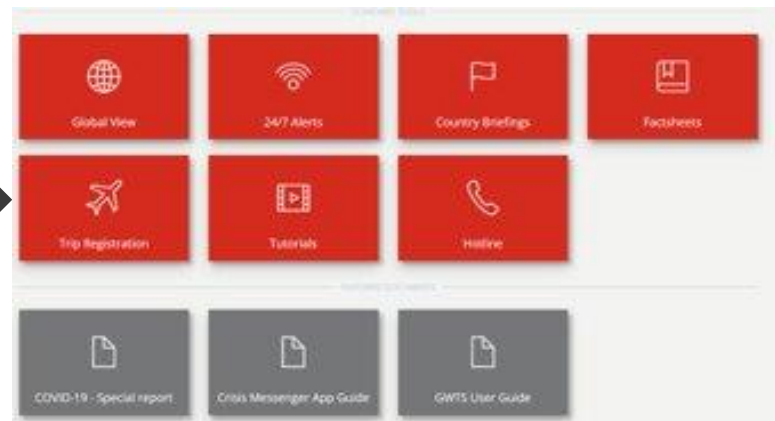 Global View
24/7 Alerts
Country Briefings
Factsheets
Trip Registration
Tutorials
Hotline
COVID-19 - Special report
Crisis Messenger App Guide
GWTS User Guide